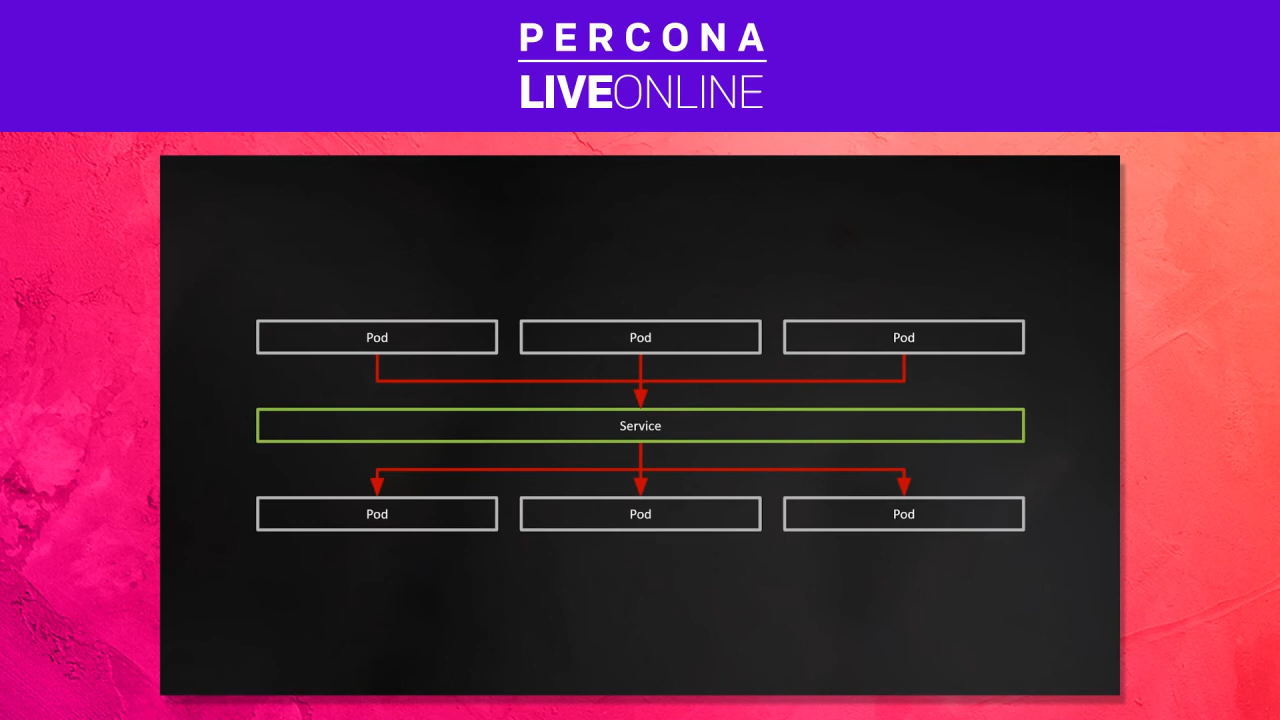 PERCONA
LIVEONLINE
Pod Pod Pod
Service
Pod Pod Pod